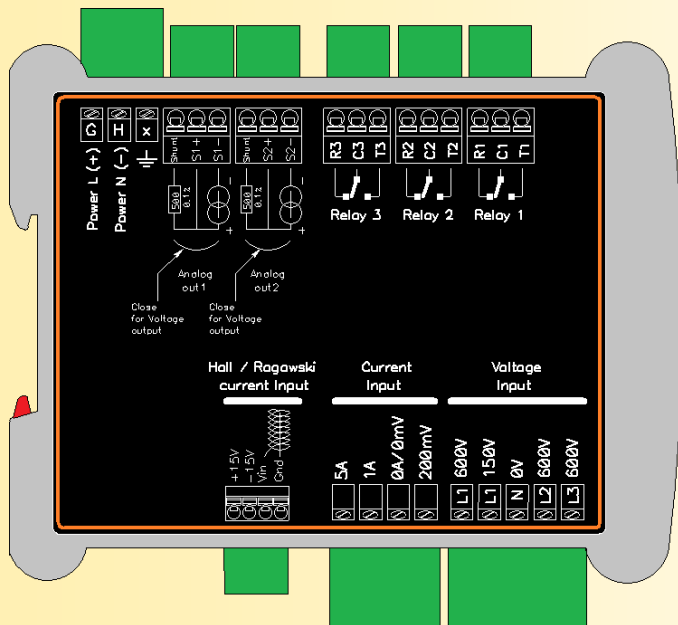 G H x
Power L (+)
Power N (-)
Shunt S1+ S1-
500
0.1%
- +
Analog
out1
Close
for Voltage
output
Shunt S2+ S2-
500
0.1%
- +
Analog
out2
Close
for Voltage
output
R3 C3 T3
Relay 3
R2 C2 T2
Relay 2
R1 C1 T1
Relay 1
Hall / Ragowski
current Input
+15V
-15V
Vin
Gnd
Current
Input
5A
1A
0A/0mV
200mV
Voltage
Input
L1 600V
L1 150V
N 0V
L2 600V
L3 600V